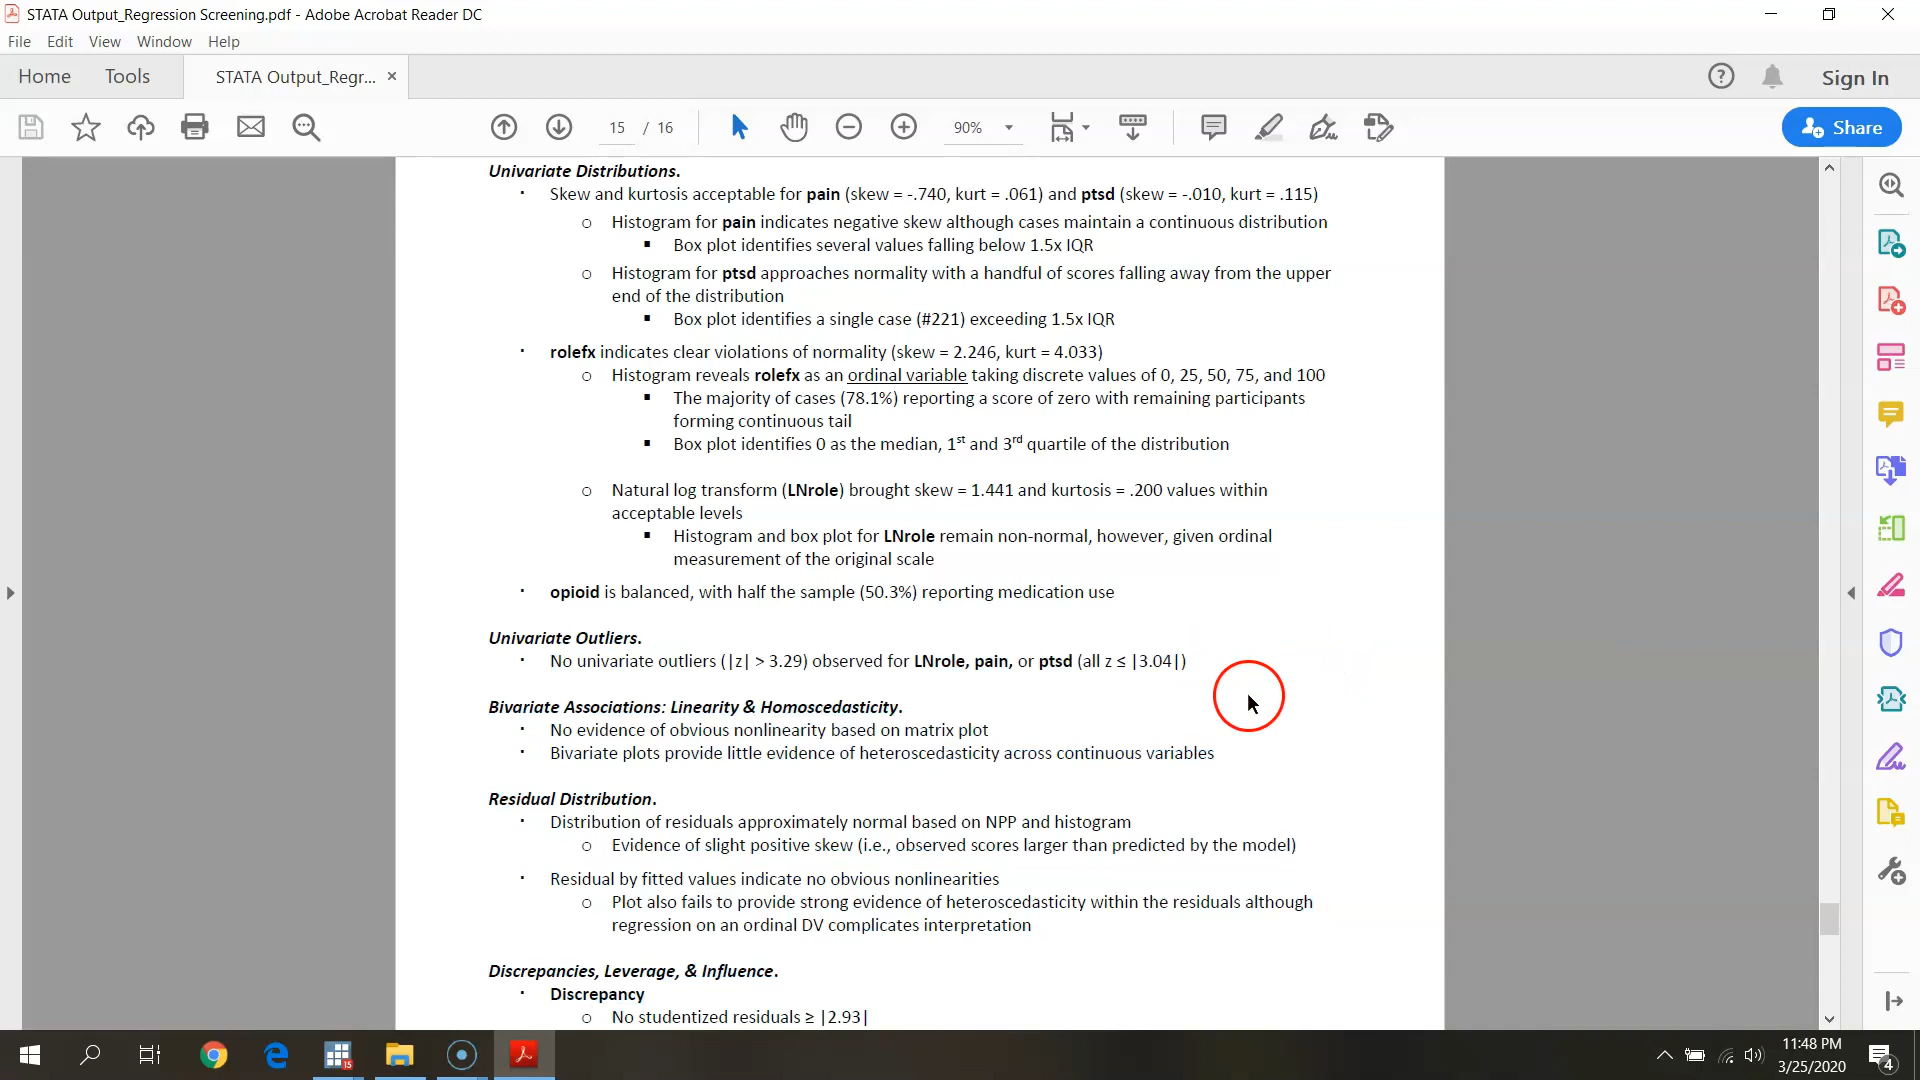 STATA Output_Regression Screening.pdf - Adobe Acrobat Reader DC
File Edit View Window Help
Home Tools STATA Output_Regr... × Sign In
15 / 16 90% Share
Univariate Distributions.
· Skew and kurtosis acceptable for pain (skew = -.740, kurt = .061) and ptsd (skew = -.010, kurt = .115)
o Histogram for pain indicates negative skew although cases maintain a continuous distribution
▪ Box plot identifies several values falling below 1.5x IQR
o Histogram for ptsd approaches normality with a handful of scores falling away from the upper
end of the distribution
▪ Box plot identifies a single case (#221) exceeding 1.5x IQR
· rolefx indicates clear violations of normality (skew = 2.246, kurt = 4.033)
o Histogram reveals rolefx as an ordinal variable taking discrete values of 0, 25, 50, 75, and 100
▪ The majority of cases (78.1%) reporting a score of zero with remaining participants
forming continuous tail
▪ Box plot identifies 0 as the median, 1st and 3rd quartile of the distribution
o Natural log transform (LNrole) brought skew = 1.441 and kurtosis = .200 values within
acceptable levels
▪ Histogram and box plot for LNrole remain non-normal, however, given ordinal
measurement of the original scale
· opioid is balanced, with half the sample (50.3%) reporting medication use
Univariate Outliers.
· No univariate outliers (|z| > 3.29) observed for LNrole, pain, or ptsd (all z ≤ |3.04|)
Bivariate Associations: Linearity & Homoscedasticity.
· No evidence of obvious nonlinearity based on matrix plot
· Bivariate plots provide little evidence of heteroscedasticity across continuous variables
Residual Distribution.
· Distribution of residuals approximately normal based on NPP and histogram
o Evidence of slight positive skew (i.e., observed scores larger than predicted by the model)
· Residual by fitted values indicate no obvious nonlinearities
o Plot also fails to provide strong evidence of heteroscedasticity within the residuals although
regression on an ordinal DV complicates interpretation
Discrepancies, Leverage, & Influence.
· Discrepancy
o No studentized residuals ≥ |2.93|
15
11:48 PM
3/25/2020
4